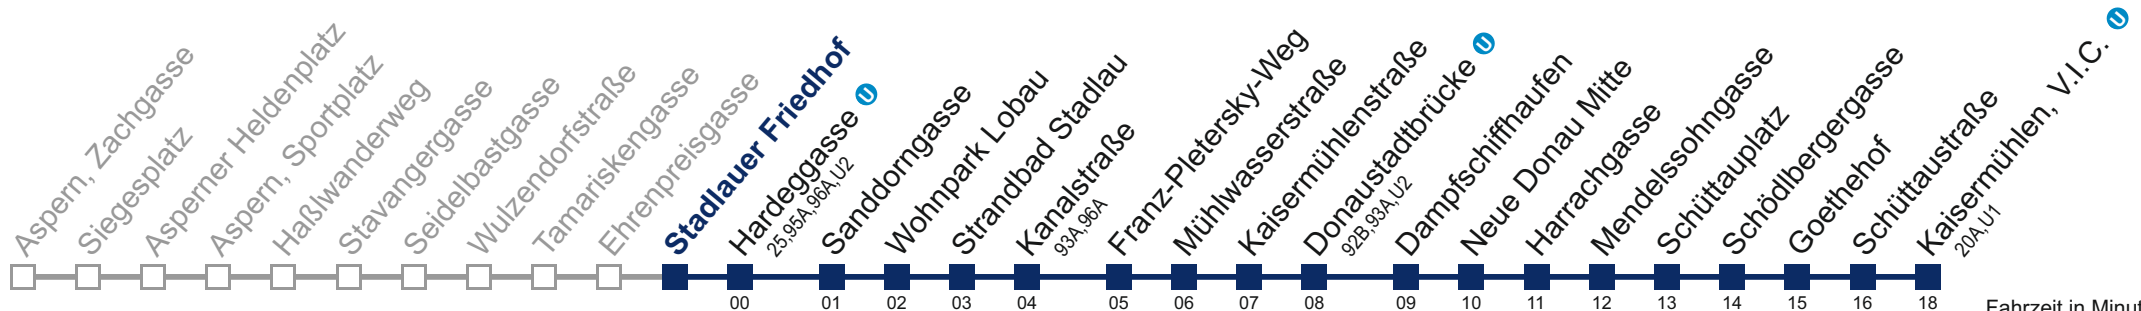 Aspern, Zachgasse
Siegesplatz
Asperner Heldenplatz
Aspern, Sportplatz
Haßlwanderweg
Stavangergasse
Seidelbastgasse
Wulzendorfstraße
Tamariskengasse
Ehrenpreisgasse
Stadlauer Friedhof
Hardeggasse U
25,95A,96A,U2
Sanddorngasse
Wohnpark Lobau
Strandbad Stadlau
Kanalstraße
93A,96A
Franz-Pletersky-Weg
Mühlwasserstraße
Kaisermühlenstraße
Donaustadtbrücke U
92B,93A,U2
Dampfschiffhaufen
Neue Donau Mitte
Harrachgasse
Mendelssohngasse
Schüttauplatz
Schödlbergergasse
Goethehof
Schüttaustraße
Kaisermühlen, V.I.C. U
20A,U1
00 01 02 03 04 05 06 07 08 09 10 11 12 13 14 15 16 18
Fahrzeit in Minut